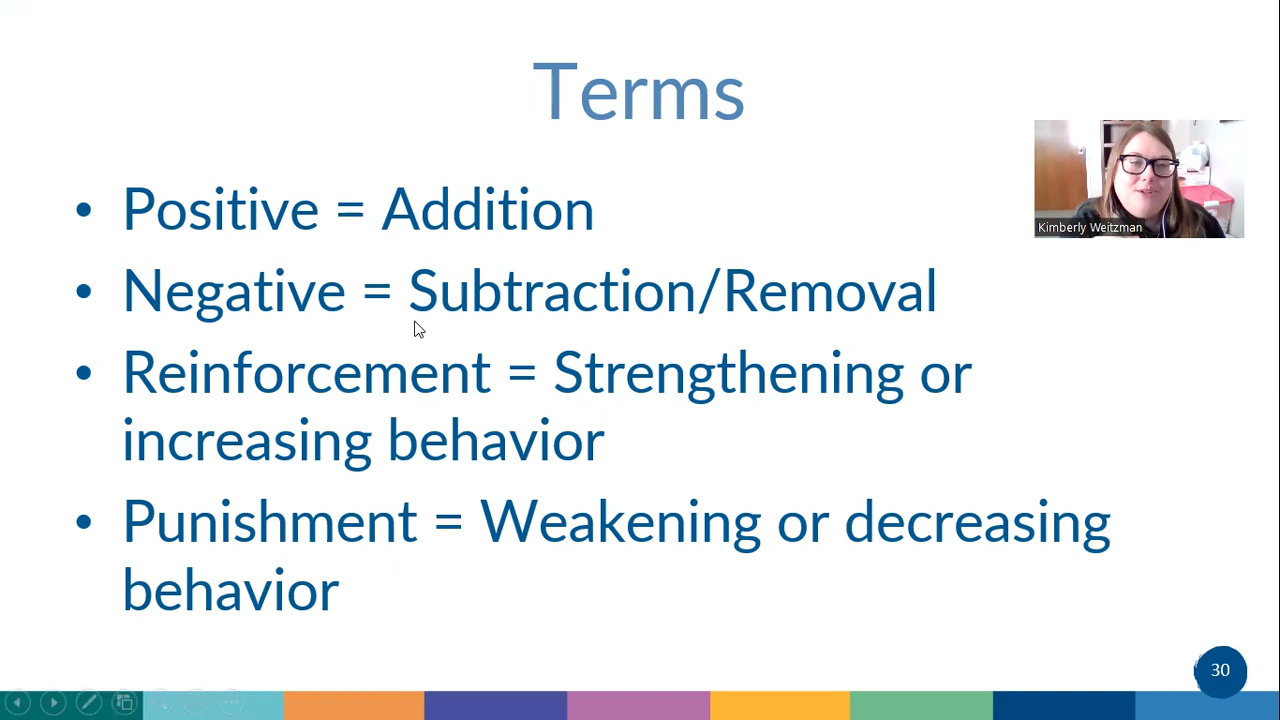 Terms
• Positive = Addition
• Negative = Subtraction/Removal
• Reinforcement = Strengthening or
increasing behavior
• Punishment = Weakening or decreasing
behavior
Kimberly Weitzman
30